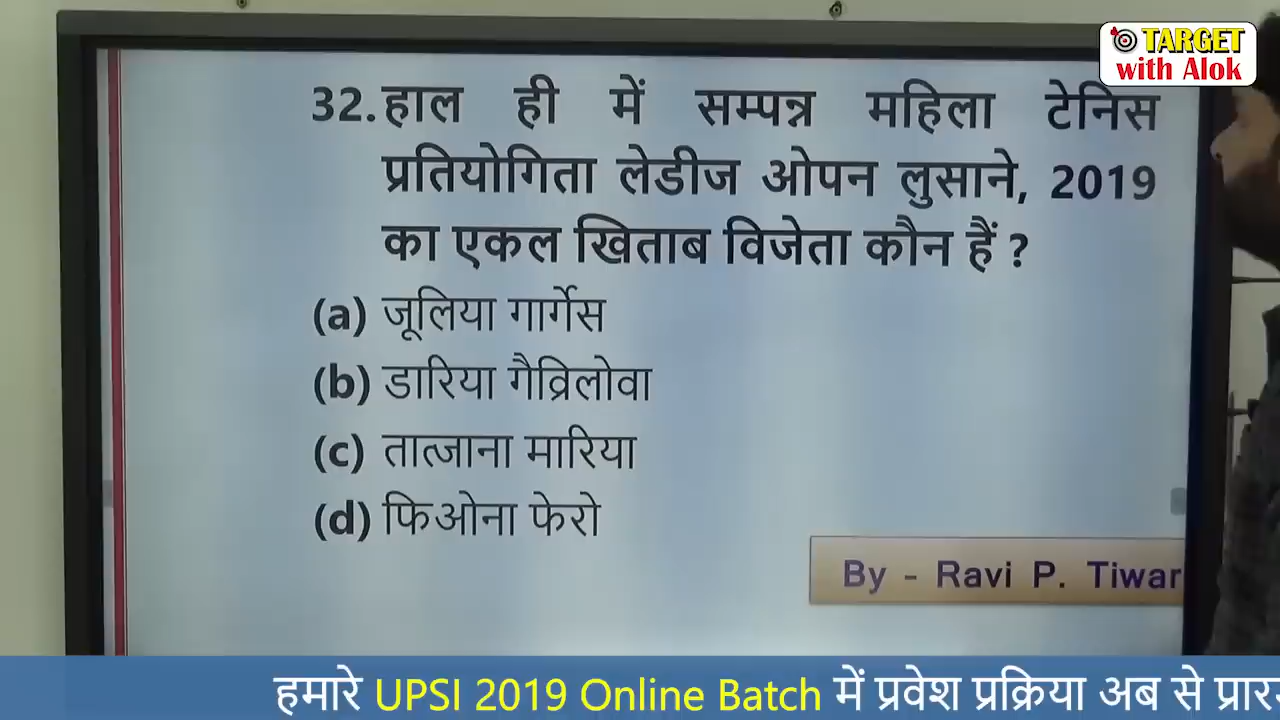 TARGET
with Alok
32. हाल ही में सम्पन्न महिला टेनिस
प्रतियोगिता लेडीज ओपन लुसाने, 2019
का एकल खिताब विजेता कौन हैं ?
(a) जूलिया गार्गेस
(b) डारिया गैव्रिलोवा
(c) तात्जाना मारिया
(d) फिओना फेरो
By - Ravi P. Tiwar
हमारे UPSI 2019 Online Batch में प्रवेश प्रक्रिया अब से